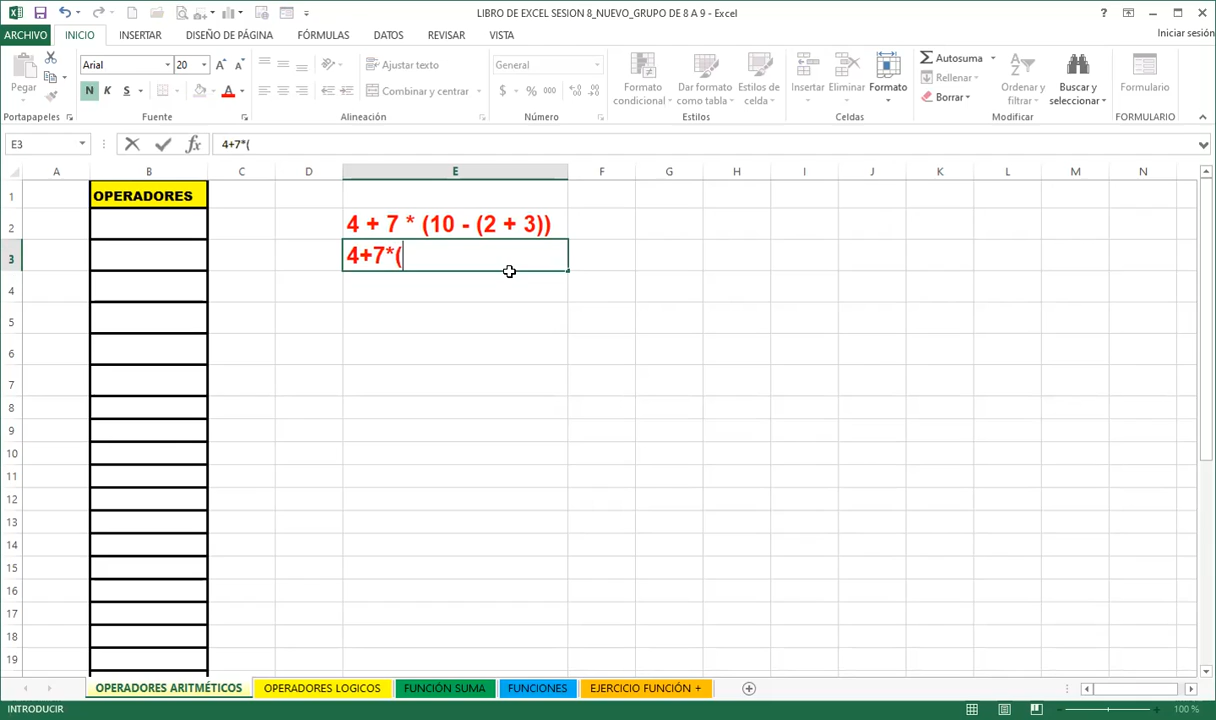 LIBRO DE EXCEL SESION 8_NUEVO_GRUPO DE 8 A 9 - Excel
ARCHIVO INICIO INSERTAR DISEÑO DE PÁGINA FÓRMULAS DATOS REVISAR VISTA Iniciar sesión
Pegar
Arial 20
N K S
Ajustar texto
Combinar y centrar
General
$ % 000
Formato condicional
Dar formato como tabla
Estilos de celda
Insertar Eliminar Formato
Autosuma
Rellenar
Borrar
Ordenar y filtrar
Buscar y seleccionar
Formulario
Portapapeles Fuente Alineación Número Estilos Celdas Modificar FORMULARIO
E3 fx 4+7*(
A B C D E F G H I J K L M N
1 OPERADORES
2 4 + 7 * (10 - (2 + 3))
3 4+7*(
4
5
6
7
8
9
10
11
12
13
14
15
16
17
18
19
OPERADORES ARITMÉTICOS OPERADORES LOGICOS FUNCIÓN SUMA FUNCIONES EJERCICIO FUNCIÓN +
INTRODUCIR 100 %